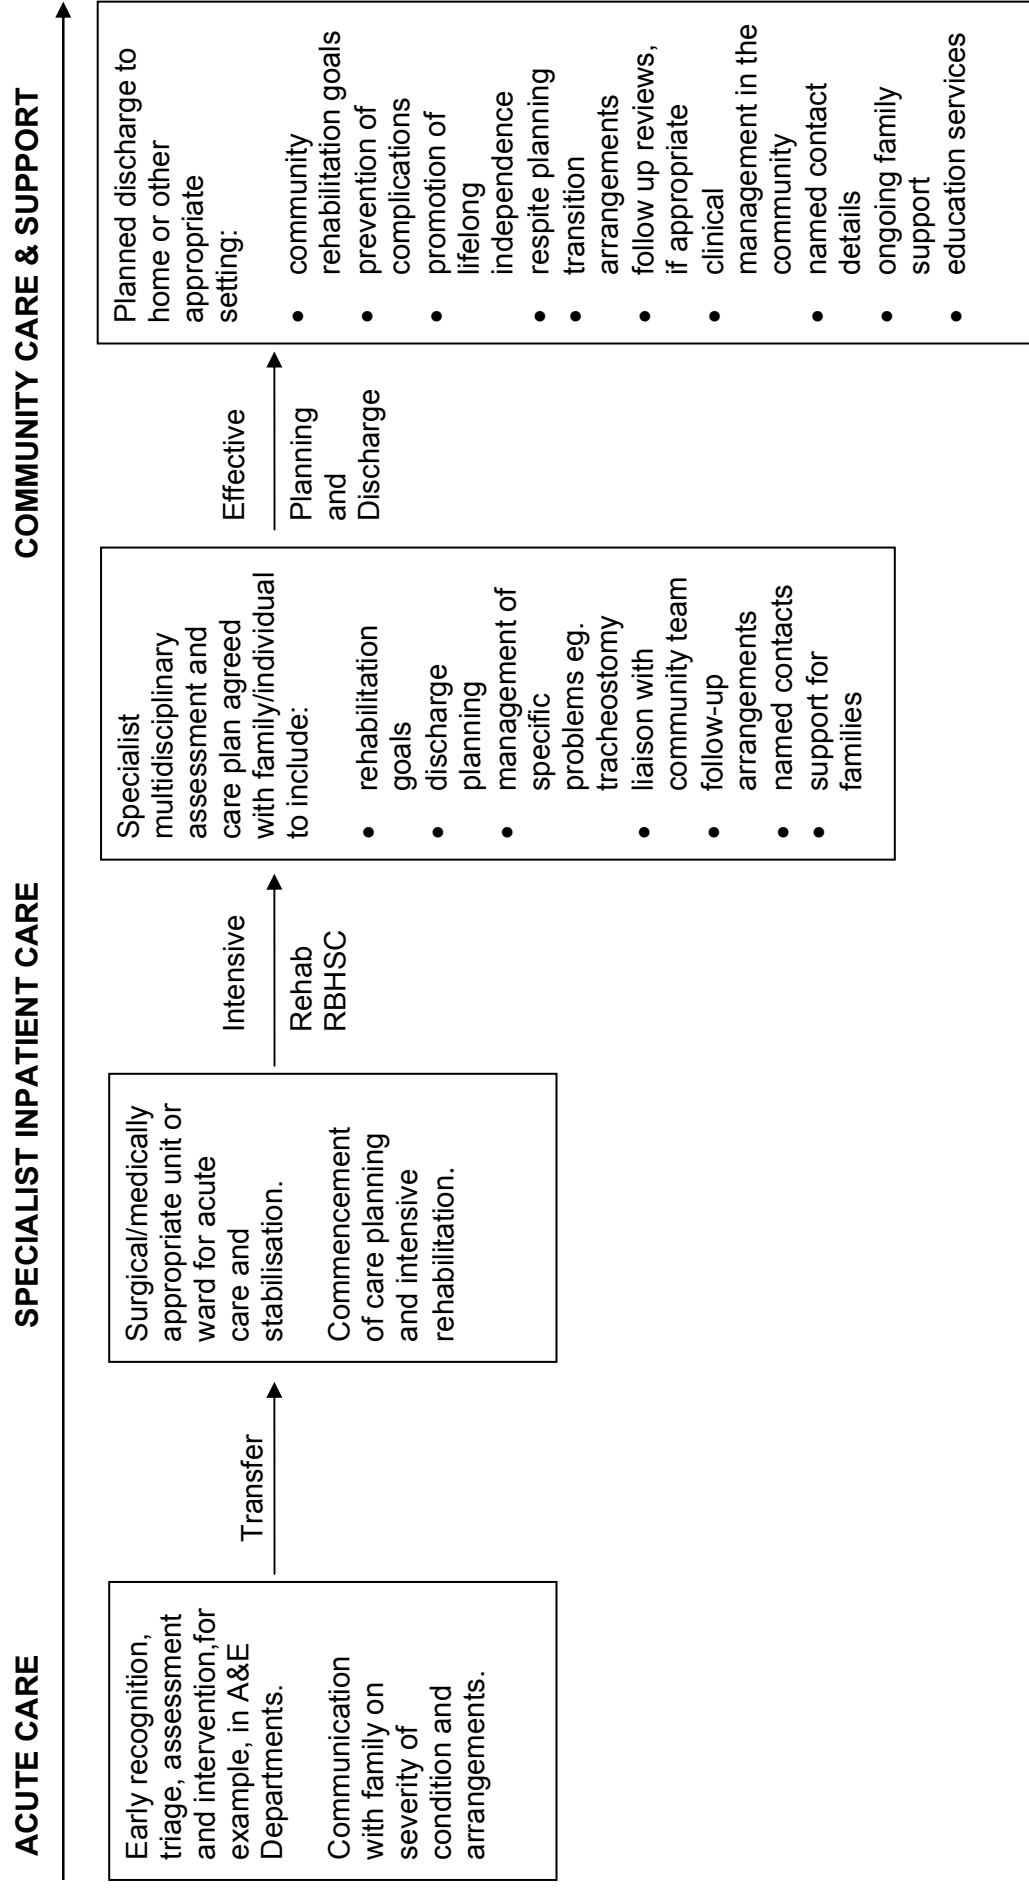 ACUTE CARE
SPECIALIST INPATIENT CARE
COMMUNITY CARE & SUPPORT
Early recognition,
triage, assessment
and intervention,for
example, in A&E
Departments.
Communication
with family on
severity of
condition and
arrangements.
Transfer
Surgical/medically
appropriate unit or
ward for acute
care and
stabilisation.
Commencement
of care planning
and intensive
rehabilitation.
Intensive
Rehab
RBHSC
Specialist
multidisciplinary
assessment and
care plan agreed
with family/individual
to include:
• rehabilitation
goals
• discharge
planning
• management of
specific
problems eg.
tracheostomy
• liaison with
community team
• follow-up
arrangements
• named contacts
• support for
families
Effective
Planning
and
Discharge
Planned discharge to
home or other
appropriate
setting:
• community
rehabilitation goals
• prevention of
complications
• promotion of
lifelong
independence
• respite planning
• transition
arrangements
• follow up reviews,
if appropriate
• clinical
management in the
community
• named contact
details
• ongoing family
support
• education services